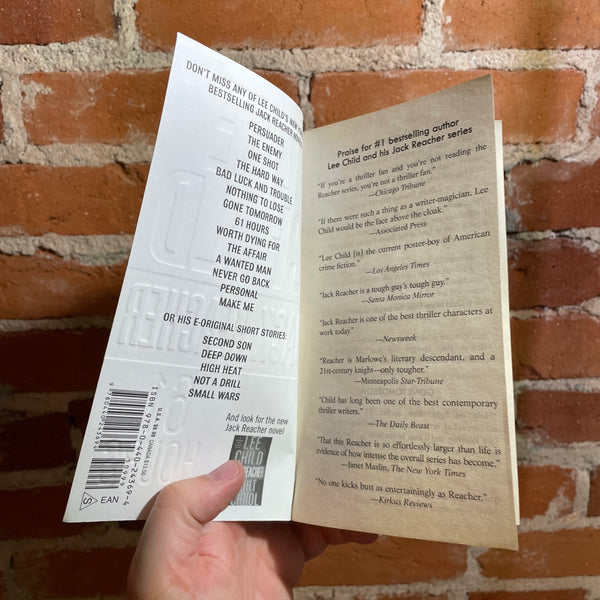 DON'T MISS ANY OF LEE CHILD'S NEW
BESTSELLING JACK REACHER
PERSUADER
THE ENEMY
ONE SHOT
THE HARD WAY
BAD LUCK AND TROUBLE
NOTHING TO LOSE
GONE TOMORROW
61 HOURS
WORTH DYING FOR
THE AFFAIR
A WANTED MAN
NEVER GO BACK
PERSONAL
MAKE ME
OR HIS E-ORIGINAL SHORT STORIES:
SECOND SON
DEEP DOWN
HIGH HEAT
NOT A DRILL
SMALL WARS
And look for the new
Jack Reacher novel
LEE
CHILD
REACHER
ISBN 978-0-440-24369-4
EAN
Praise for #1 bestselling author
Lee Child and his Jack Reacher series
"If you're a thriller fan and you're not reading the
Reacher series, you're not a thriller fan."
—Chicago Tribune
"If there were such a thing as a writer-magician, Lee
Child would be the face above the cloak."
—Associated Press
"Lee Child [is] the current poster-boy of American
crime fiction."
—Los Angeles Times
"Jack Reacher is a tough guy's tough guy."
—Santa Monica Mirror
"Jack Reacher is one of the best thriller characters at
work today."
—Newsweek
"Reacher is Marlowe's literary descendant, and a
21st-century knight—only tougher."
—Minneapolis Star-Tribune
"Child has long been one of the best contemporary
thriller writers."
—The Daily Beast
"That this Reacher is so effortlessly larger than life is
evidence of how intense the overall series has become."
—Janet Maslin, The New York Times
"No one kicks butt as entertainingly as Reacher."
—Kirkus Reviews